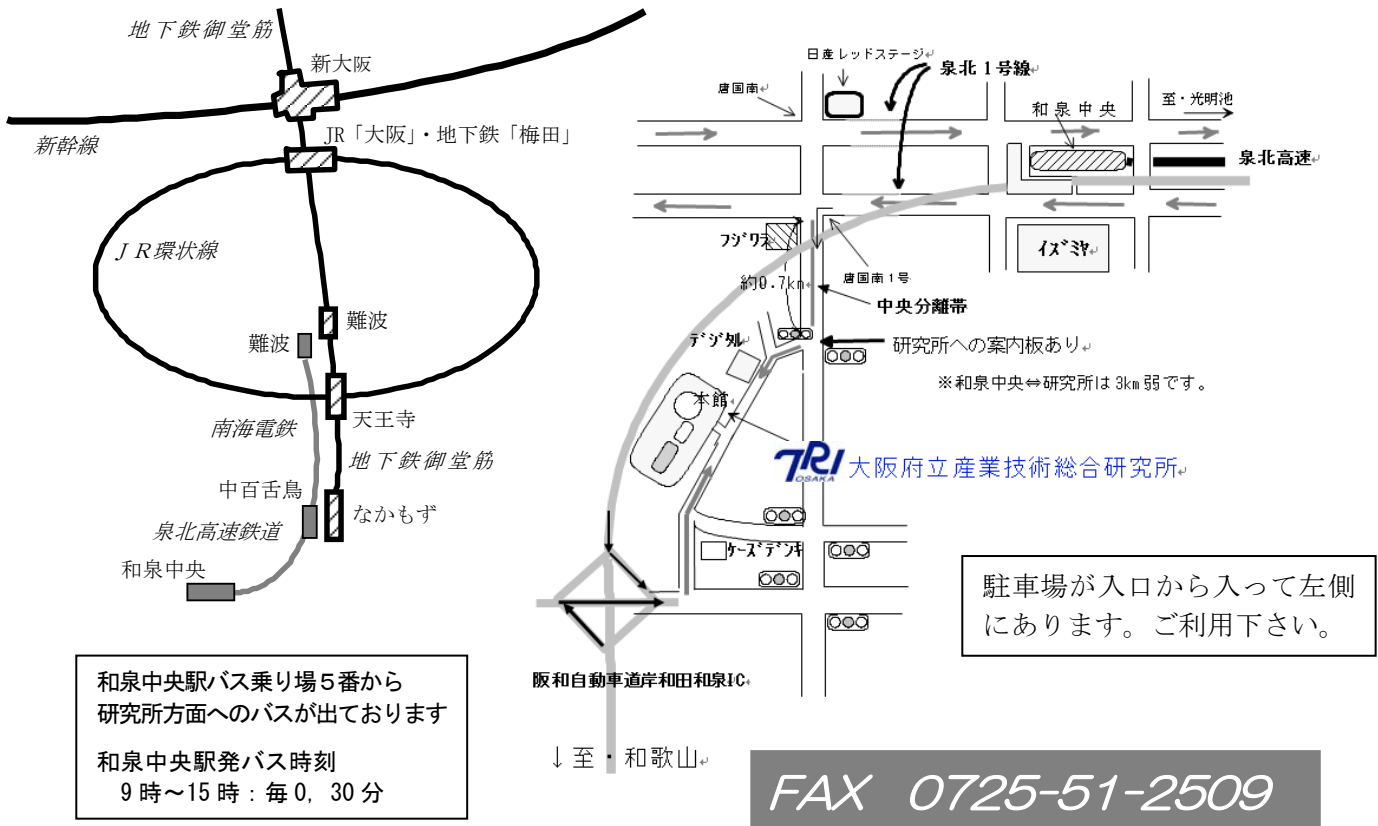 地下鉄御堂筋
新大阪
新幹線
JR「大阪」・地下鉄「梅田」
ＪＲ環状線
難波
難波
天王寺
南海電鉄
地下鉄御堂筋
中百舌鳥
なかもず
泉北高速鉄道
和泉中央
和泉中央駅バス乗り場５番から
研究所方面へのバスが出ております
和泉中央駅発バス時刻
９時～15時：毎0，30分
日産レッドステージ
泉北１号線
唐国南
和泉中央
至・光明池
泉北高速
フジワラ
イズミヤ
約0.7km
唐国南１号
中央分離帯
デジタル
研究所への案内板あり
※和泉中央⇔研究所は3km弱です。
本館
TRI
OSAKA
大阪府立産業技術総合研究所
ケーズデンキ
駐車場が入口から入って左側
にあります。ご利用下さい。
阪和自動車道岸和田和泉IC
↓至・和歌山
FAX 0725-51-2509